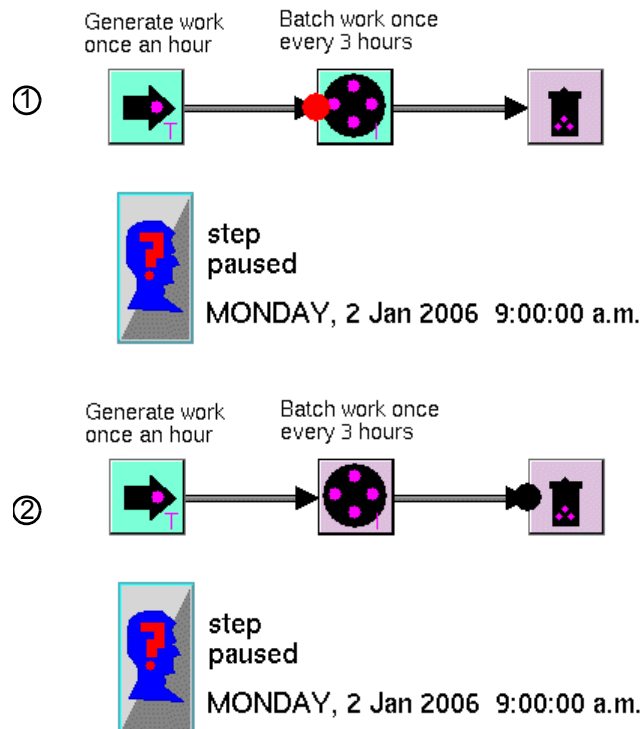 Generate work
once an hour
Batch work once
every 3 hours
①
T
I
step
paused
MONDAY, 2 Jan 2006 9:00:00 a.m.
Generate work
once an hour
Batch work once
every 3 hours
②
T
I
step
paused
MONDAY, 2 Jan 2006 9:00:00 a.m.